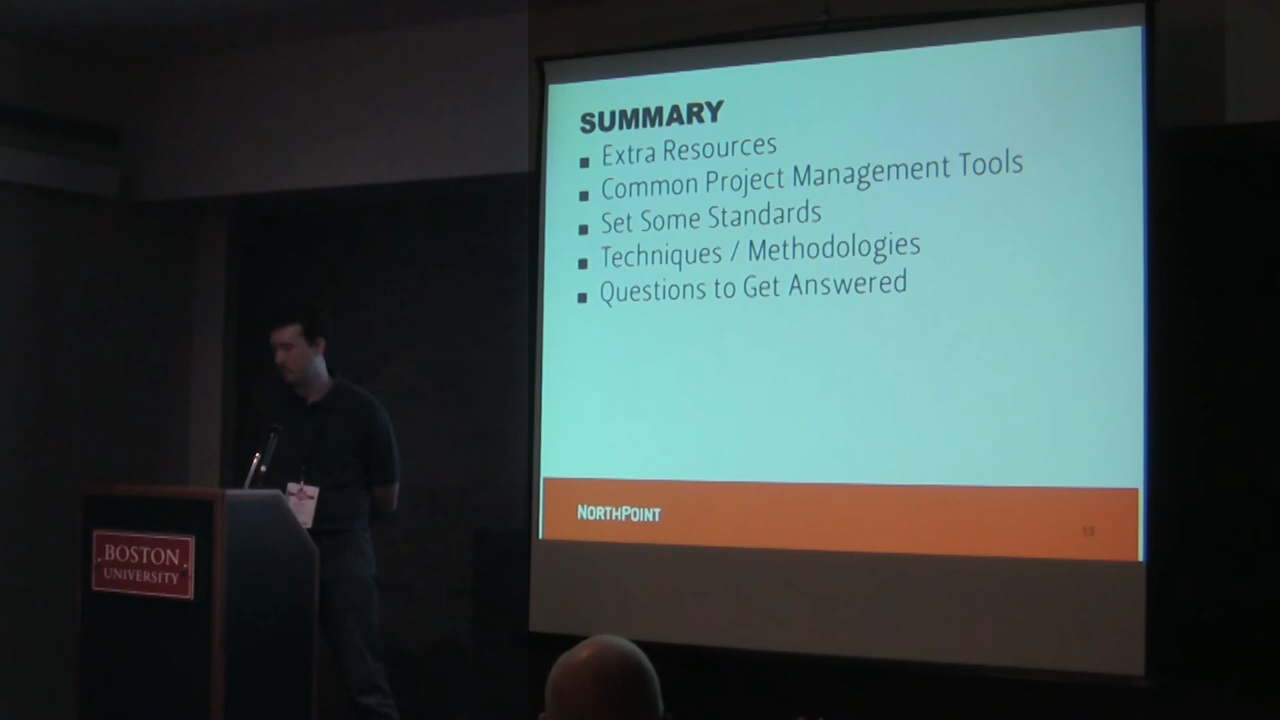 SUMMARY
Extra Resources
Common Project Management Tools
Set Some Standards
Techniques / Methodologies
Questions to Get Answered
NORTHPOINT
BOSTON
UNIVERSITY